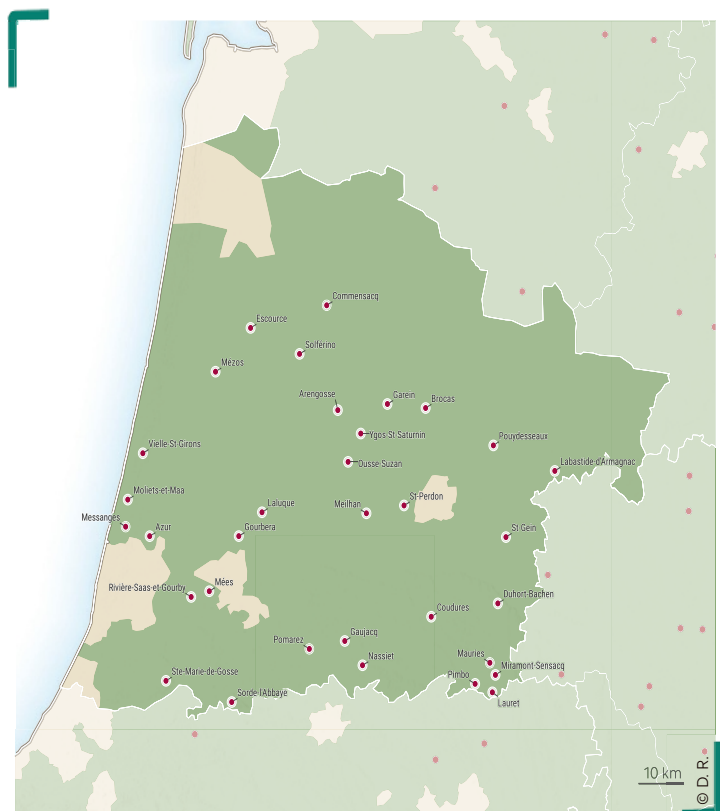 Commensacq
Escource
Solférino
Mézos
Arengosse
Garein
Brocas
Ygos-St-Saturnin
Pouydesseaux
Vielle-St-Girons
Ousse-Suzan
Labastide-d'Armagnac
Moliets-et-Maa
St-Perdon
Laluque
Meilhan
Messanges
Azur
Gourbera
St Gein
Mées
Rivière-Saas-et-Gourby
Duhort-Bachen
Coudures
Gaujacq
Pomarez
Nassiet
Mauries
Miramont-Sensacq
Ste-Marie-de-Gosse
Pimbo
Sorde-l'Abbaye
Lauret
10 km
© D. R.